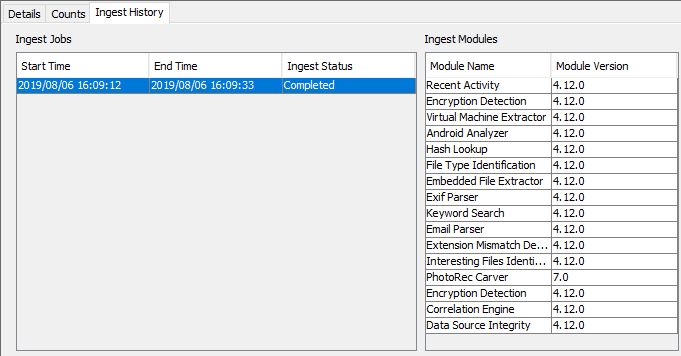 Details Counts Ingest History
Ingest Jobs
Start Time End Time Ingest Status
2019/08/06 16:09:12 2019/08/06 16:09:33 Completed
Ingest Modules
Module Name Module Version
Recent Activity 4.12.0
Encryption Detection 4.12.0
Virtual Machine Extractor 4.12.0
Android Analyzer 4.12.0
Hash Lookup 4.12.0
File Type Identification 4.12.0
Embedded File Extractor 4.12.0
Exif Parser 4.12.0
Keyword Search 4.12.0
Email Parser 4.12.0
Extension Mismatch De... 4.12.0
Interesting Files Identi... 4.12.0
PhotoRec Carver 7.0
Encryption Detection 4.12.0
Correlation Engine 4.12.0
Data Source Integrity 4.12.0